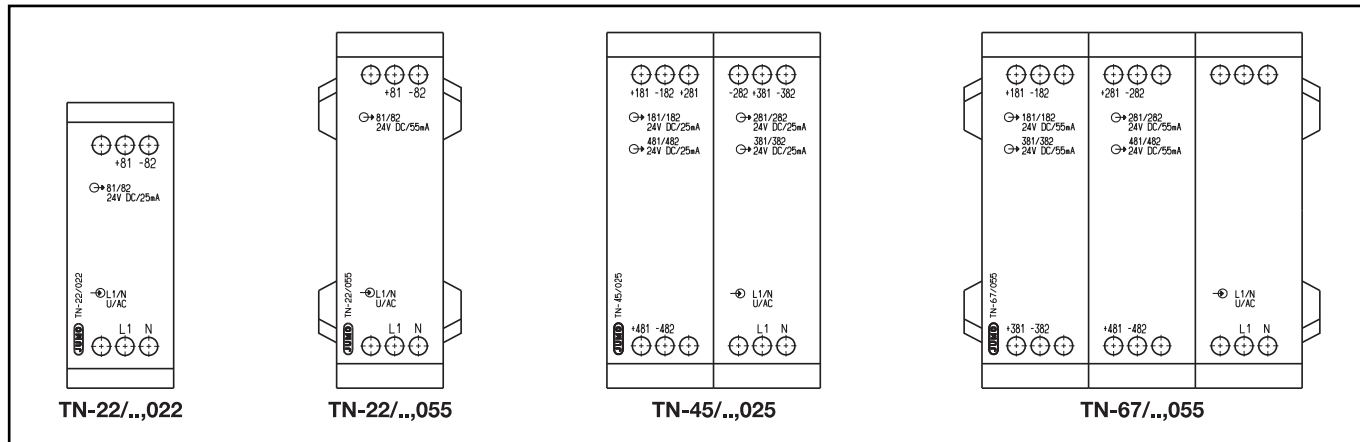 +81 -82
81/82
24V DC/25mA
TN-22/022
L1/N
U/AC
JUMO
L1 N
TN-22/..,022
+81 -82
81/82
24V DC/55mA
TN-22/055
L1/N
U/AC
JUMO
L1 N
TN-22/..,055
+181 -182 +281
-282 +381 -382
181/182
24V DC/25mA
281/282
24V DC/25mA
481/482
24V DC/25mA
381/382
24V DC/25mA
TN-45/025
L1/N
U/AC
JUMO
+481 -482
L1 N
TN-45/..,025
+181 -182
+281 -282
181/182
24V DC/55mA
281/282
24V DC/55mA
381/382
24V DC/55mA
481/482
24V DC/55mA
TN-67/055
L1/N
U/AC
JUMO
+381 -382
+481 -482
L1 N
TN-67/..,055